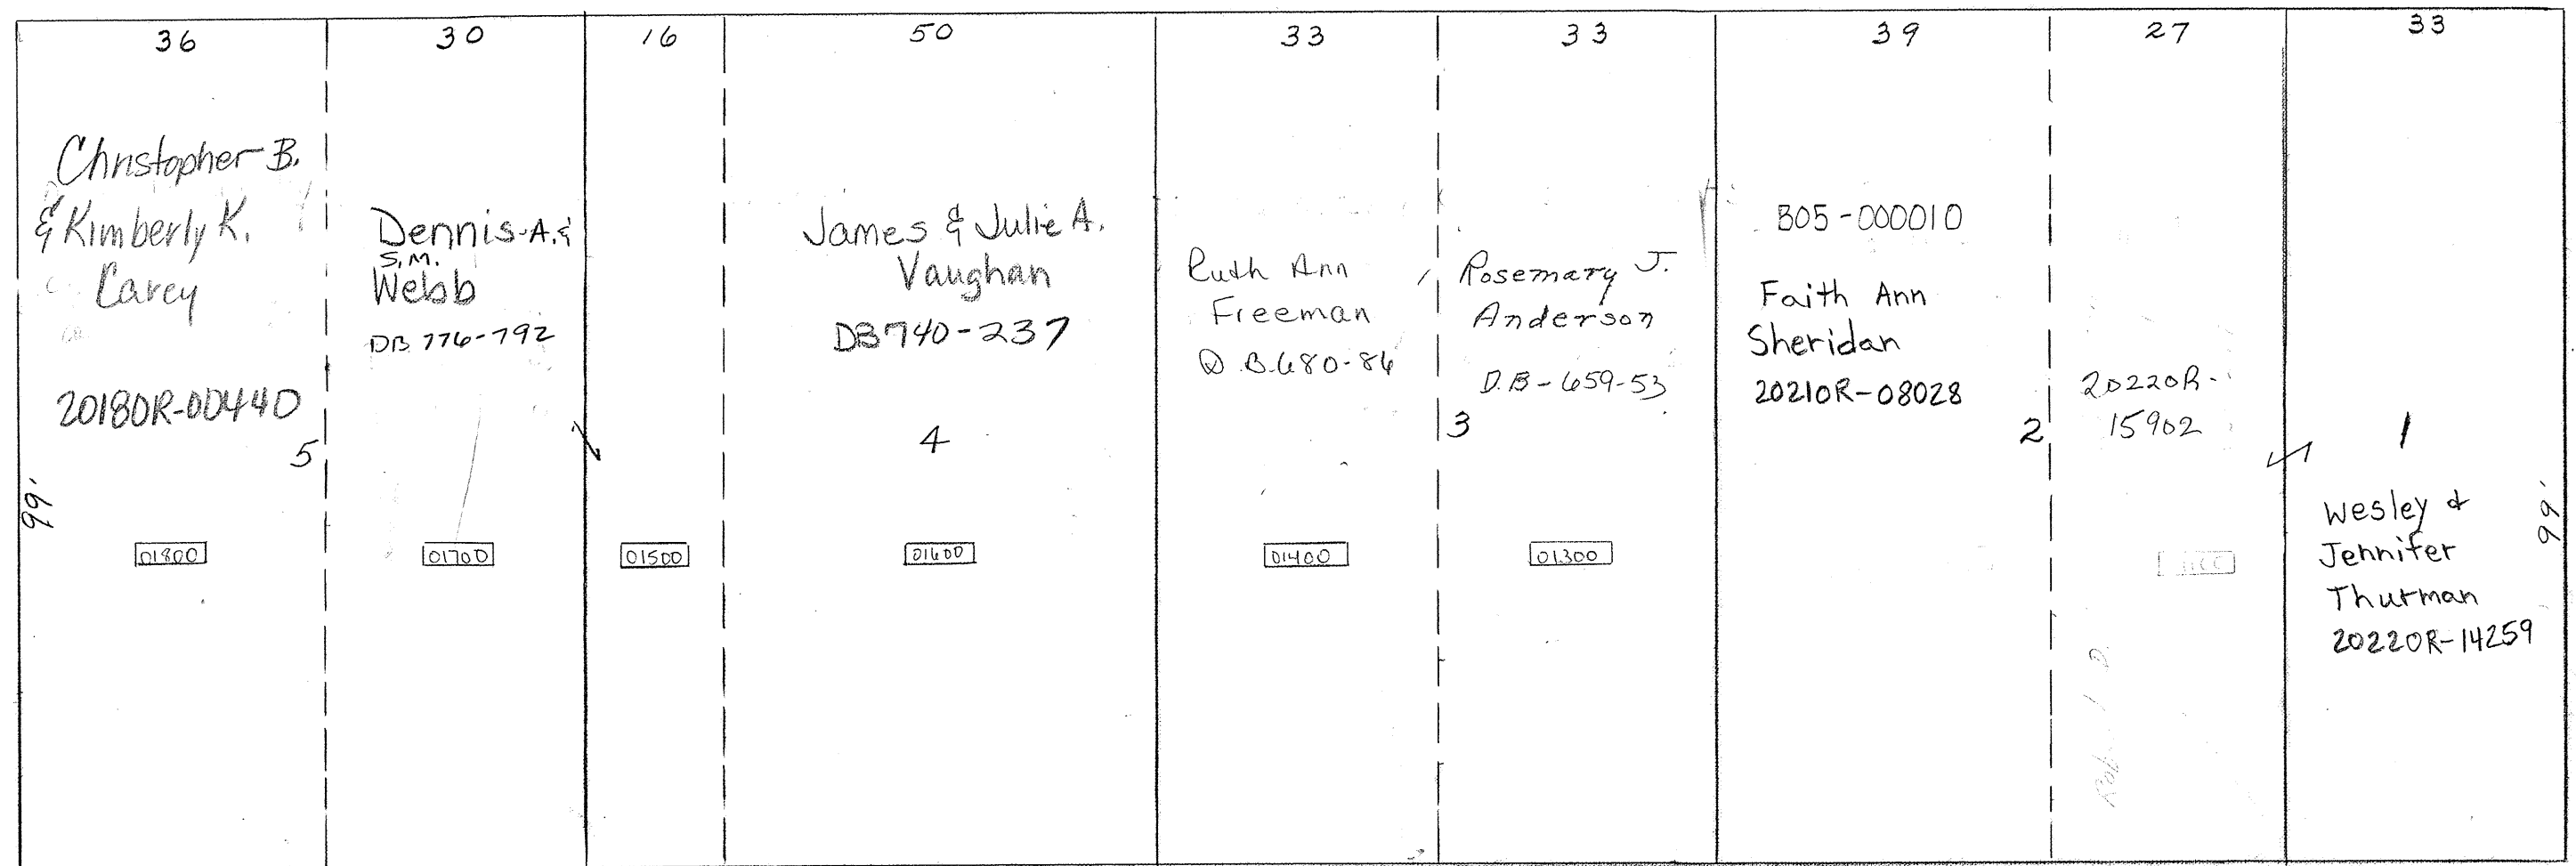 36
30
16
50
33
33
39
27
33
Christopher B.
& Kimberly K.
Carey
20180R-00440
5
99'
01800
Dennis A. &
S.M.
Webb
DB 776-792
01700
01500
James & Julie A.
Vaughan
DB740-237
4
01600
Ruth Ann
Freeman
D.B.680-86
01400
Rosemary J.
Anderson
D.B-659-53
3
01300
B05-000010
Faith Ann
Sheridan
20210R-08028
2
20220R-
15902
1
Wesley &
Jennifer
Thurman
20220R-14259
99'